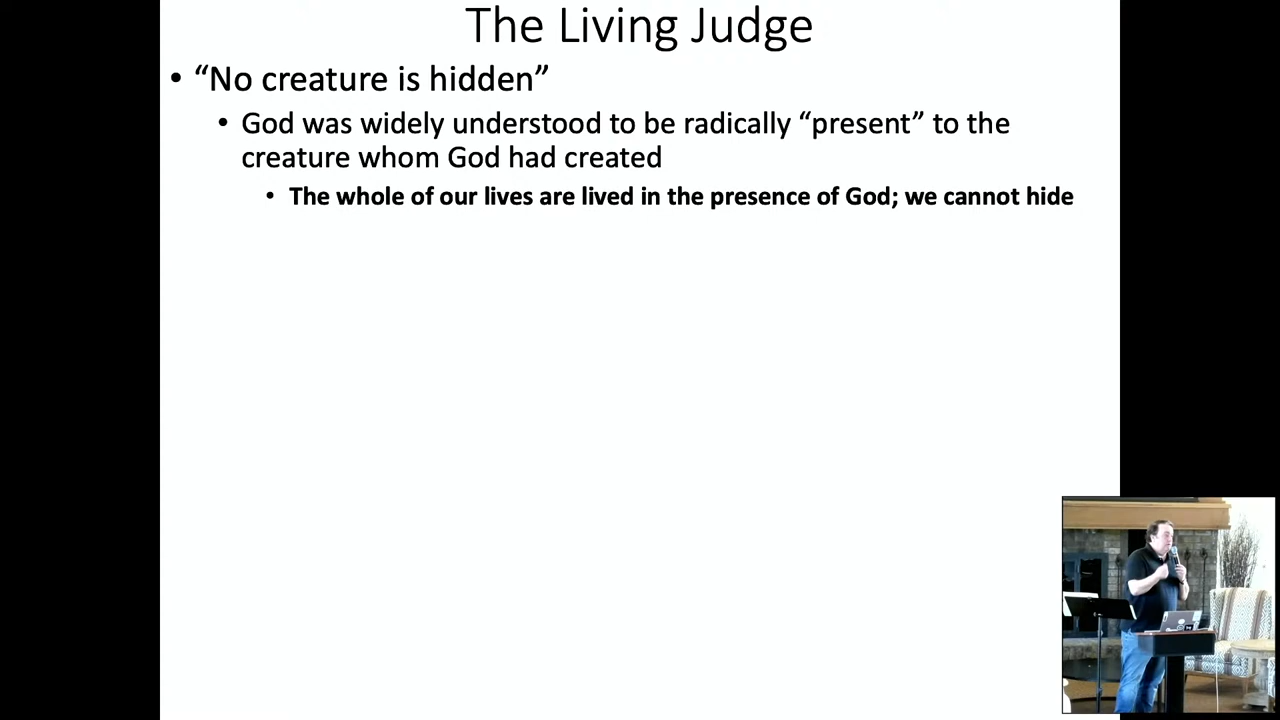 The Living Judge
• “No creature is hidden”
• God was widely understood to be radically “present” to the
creature whom God had created
• The whole of our lives are lived in the presence of God; we cannot hide